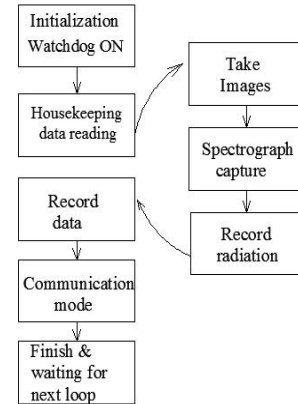 Initialization
Watchdog ON
Housekeeping
data reading
Take
Images
Spectrograph
capture
Record
radiation
Record
data
Communication
mode
Finish &
waiting for
next loop